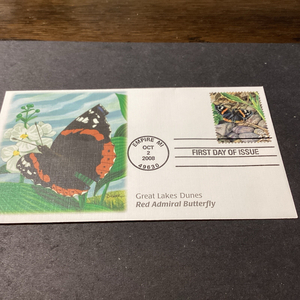 EMPIRE MI
OCT
2
2008
49630
FIRST DAY OF ISSUE
Great Lakes Dunes
Red Admiral Butterfly